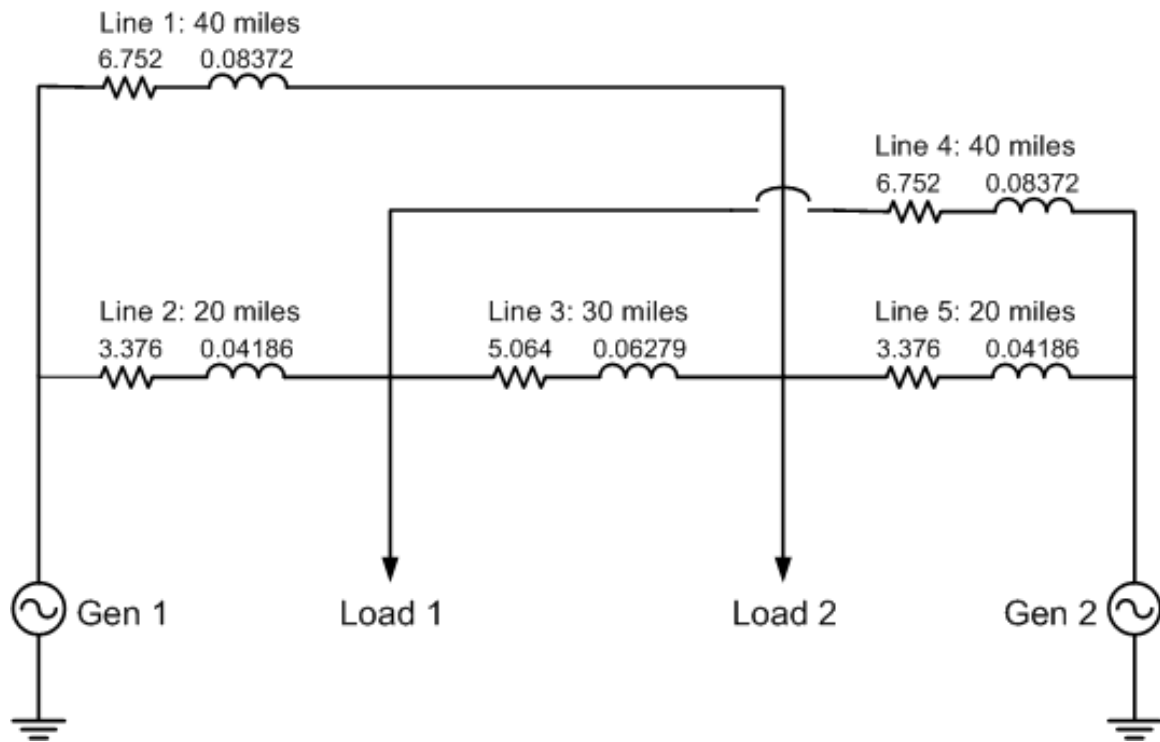 Line 1: 40 miles
6.752 0.08372
Line 4: 40 miles
6.752 0.08372
Line 2: 20 miles
3.376 0.04186
Line 3: 30 miles
5.064 0.06279
Line 5: 20 miles
3.376 0.04186
Gen 1
Load 1
Load 2
Gen 2